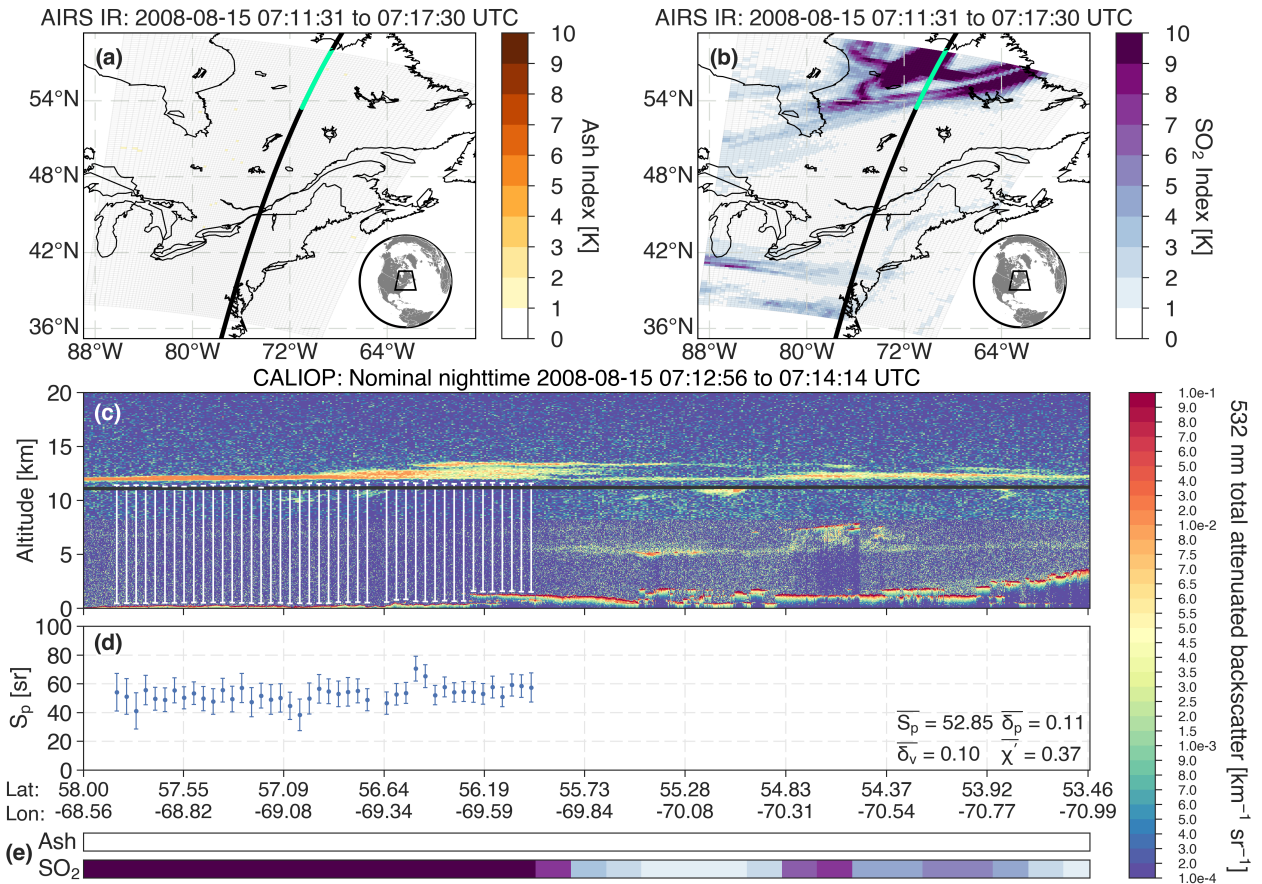 AIRS IR: 2008-08-15 07:11:31 to 07:17:30 UTC
AIRS IR: 2008-08-15 07:11:31 to 07:17:30 UTC
(a)
54°N
48°N
42°N
36°N
88°W 80°W 72°W 64°W
10
9
8
7
6
5
4
3
2
1
0
Ash Index [K]
(b)
54°N
48°N
42°N
36°N
88°W 80°W 72°W 64°W
10
9
8
7
6
5
4
3
2
1
0
SO₂ Index [K]
CALIOP: Nominal nighttime 2008-08-15 07:12:56 to 07:14:14 UTC
(c)
20
15
10
5
0
Altitude [km]
(d)
100
80
60
40
20
0
Sₚ [sr]
S̅ₚ = 52.85 δ̅ₚ = 0.11
δ̅ᵥ = 0.10 χ̅′ = 0.37
Lat: 58.00 57.55 57.09 56.64 56.19 55.73 55.28 54.83 54.37 53.92 53.46
Lon: -68.56 -68.82 -69.08 -69.34 -69.59 -69.84 -70.08 -70.31 -70.54 -70.77 -70.99
(e)
Ash
SO₂
1.0e-1
9.0
8.0
7.0
6.0
5.0
4.0
3.0
2.0
1.0e-2
8.0
7.5
7.0
6.5
6.0
5.5
5.0
4.5
4.0
3.5
3.0
2.5
2.0
1.5
1.0e-3
9.0
8.0
7.0
6.0
5.0
4.0
3.0
2.0
1.0e-4
532 nm total attenuated backscatter [km⁻¹ sr⁻¹]